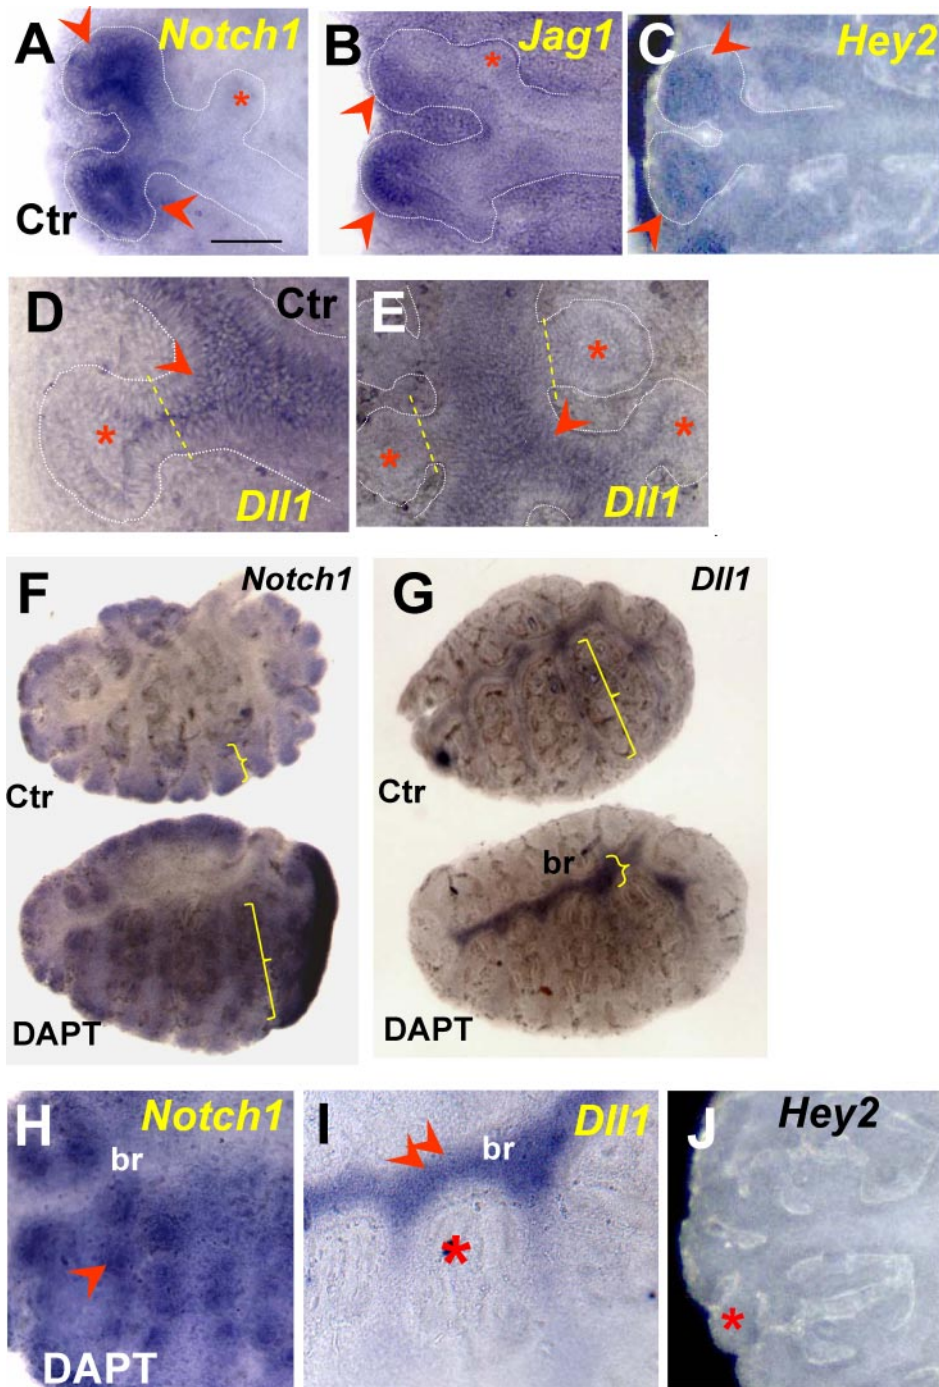 A Notch1
Ctr
*
B Jag1
*
C Hey2
D Ctr
*
Dll1
E
*
*
*
Dll1
F Notch1
Ctr
DAPT
G Dll1
Ctr
br
DAPT
H Notch1
br
DAPT
I Dll1
br
*
J Hey2
*